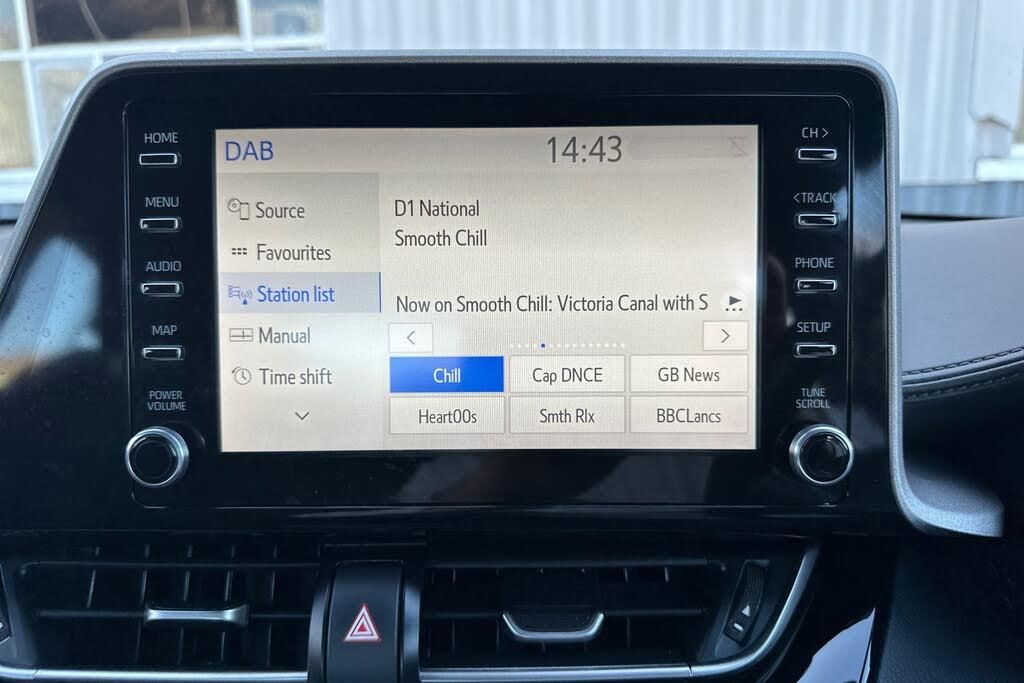 HOME
MENU
AUDIO
MAP
POWER
VOLUME
DAB
14:43
Source
Favourites
Station list
Manual
Time shift
D1 National
Smooth Chill
Now on Smooth Chill: Victoria Canal with S
<
>
Chill
Cap DNCE
GB News
Heart00s
Smth Rlx
BBCLancs
CH >
<TRACK
PHONE
SETUP
TUNE
SCROLL